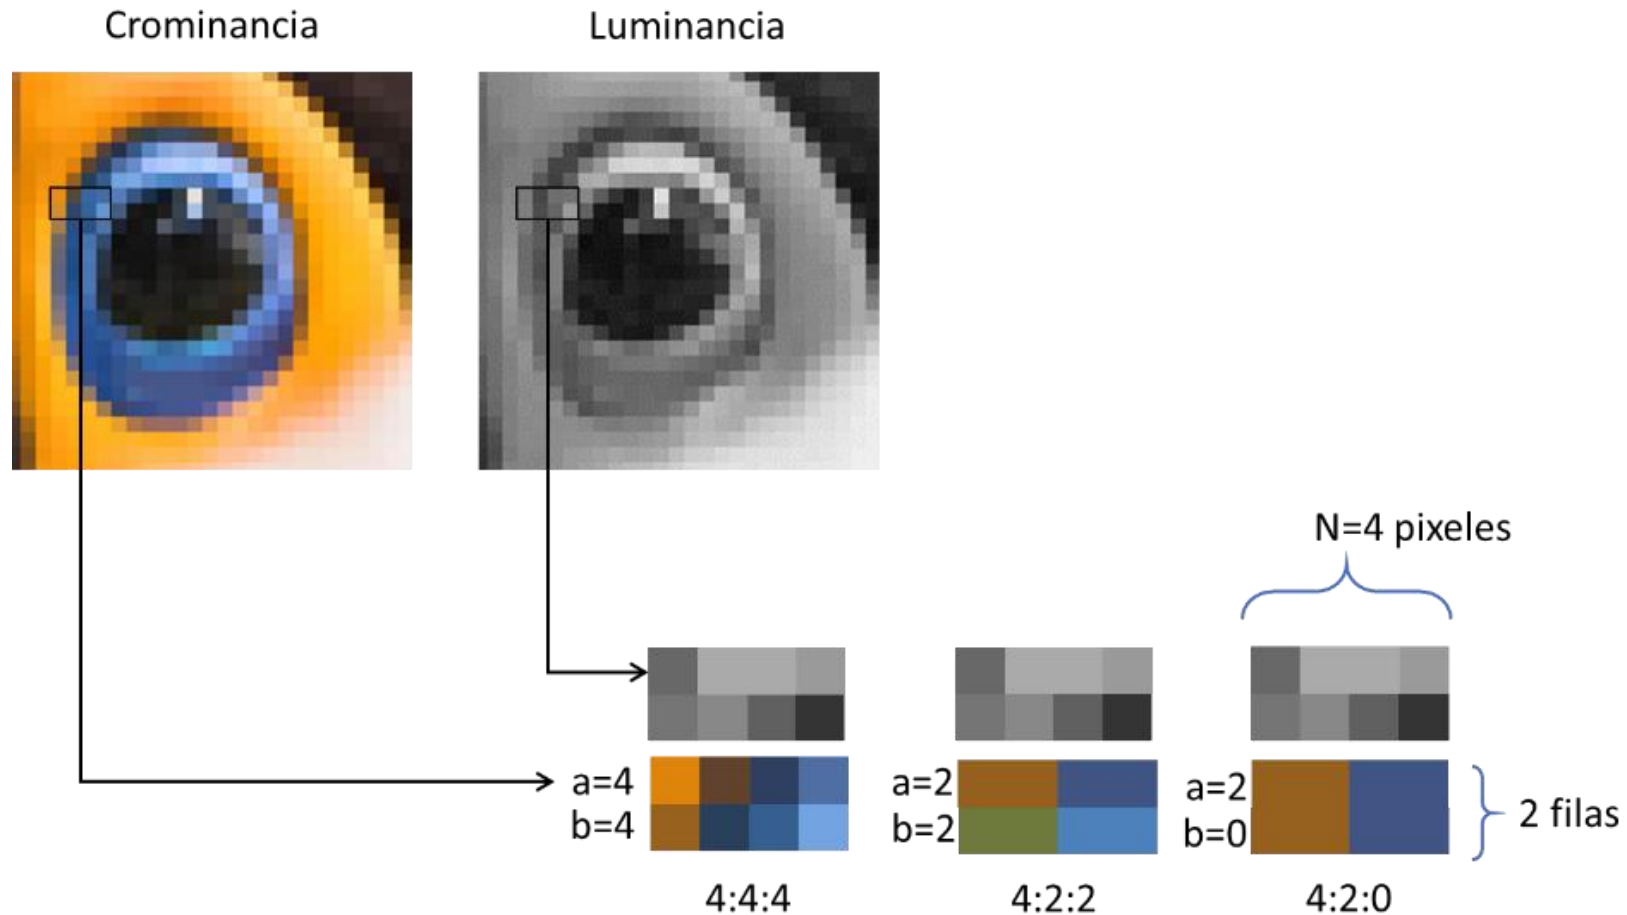 Crominancia
Luminancia
N=4 pixeles
a=4
b=4
a=2
b=2
a=2
b=0
2 filas
4:4:4
4:2:2
4:2:0